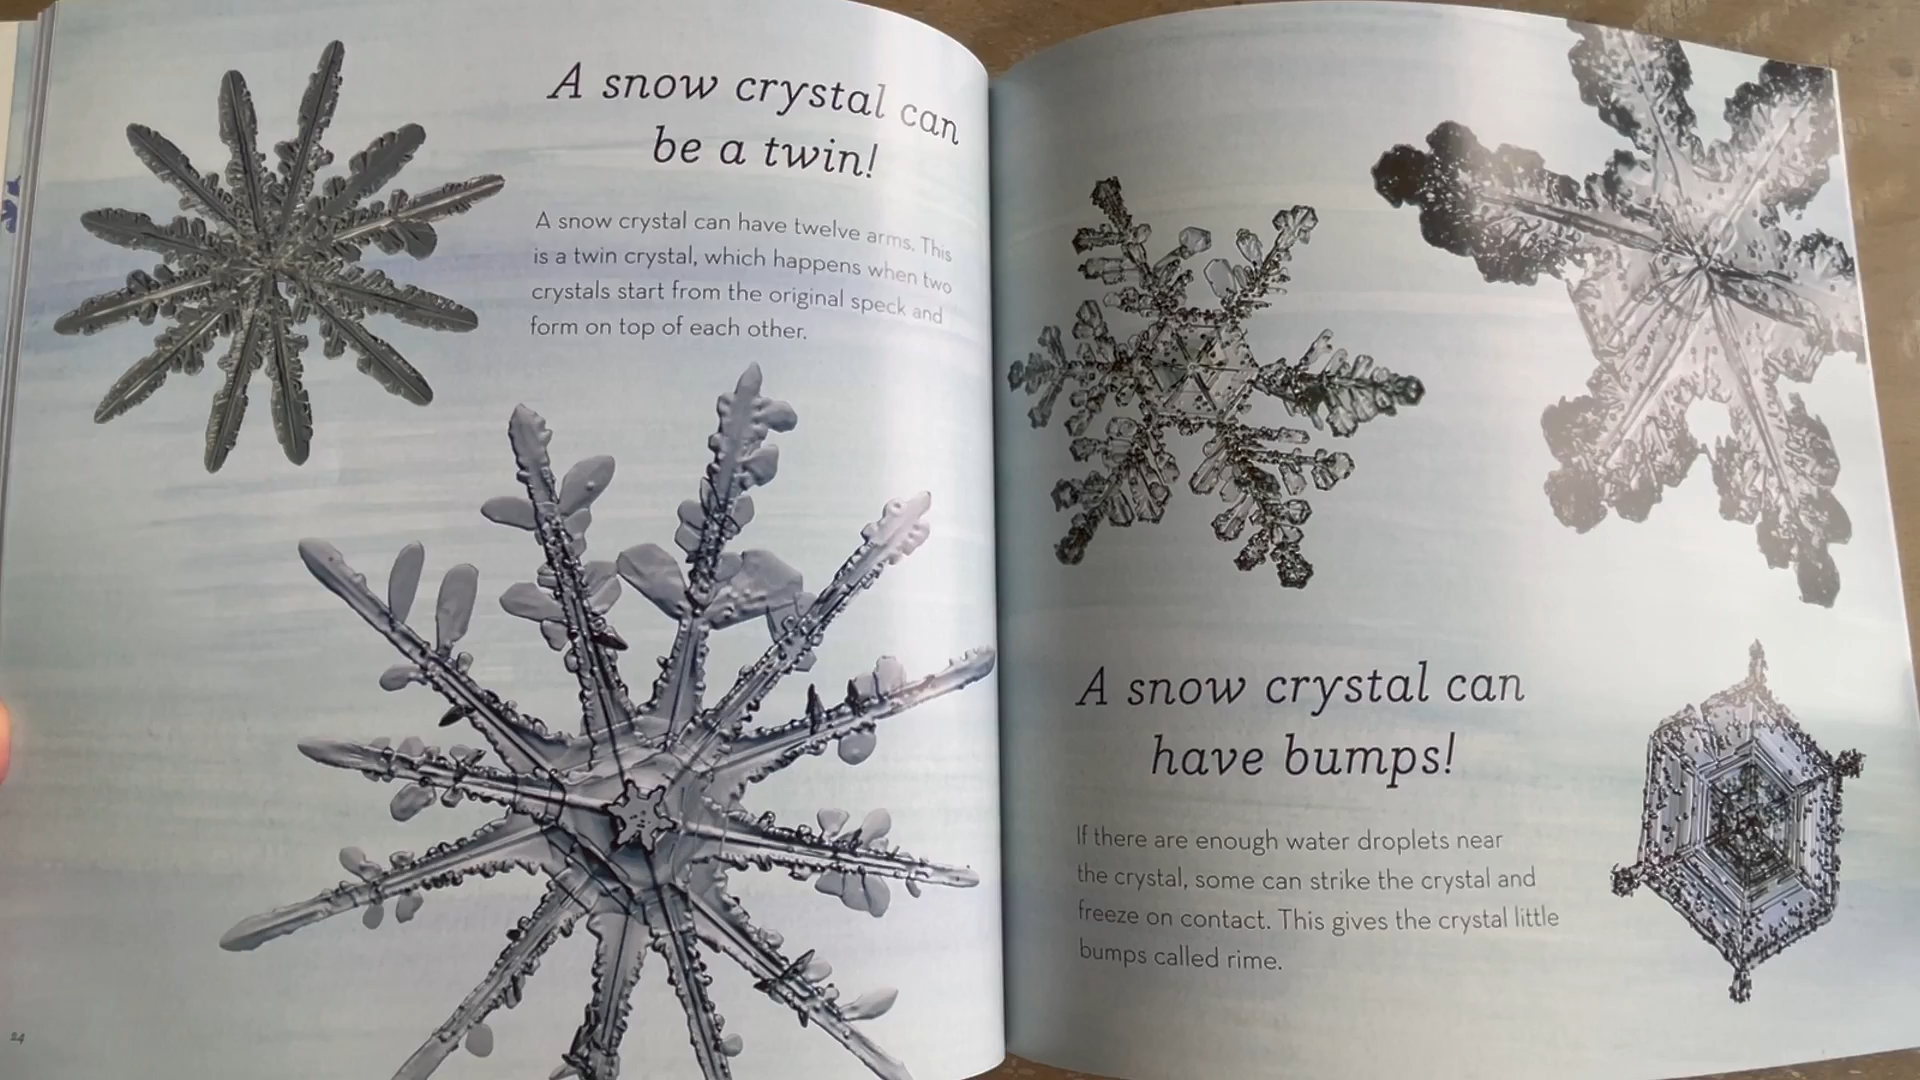 A snow crystal can
be a twin!
A snow crystal can have twelve arms. This
is a twin crystal, which happens when two
crystals start from the original speck and
form on top of each other.
24
A snow crystal can
have bumps!
If there are enough water droplets near
the crystal, some can strike the crystal and
freeze on contact. This gives the crystal little
bumps called rime.